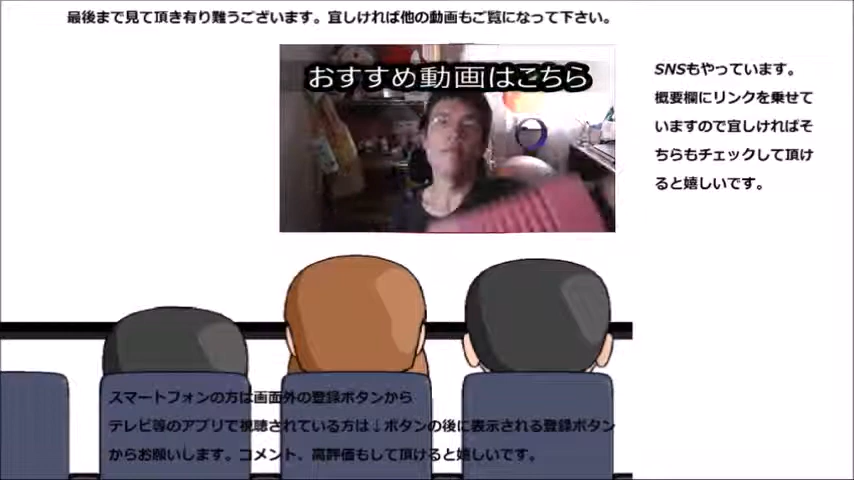 最後まで見て頂き有り難うございます。宜しければ他の動画もご覧になって下さい。
おすすめ動画はこちら
SNSもやっています。
概要欄にリンクを乗せて
いますので宜しければそ
ちらもチェックして頂け
ると嬉しいです。
スマートフォンの方は画面外の登録ボタンから
テレビ等のアプリで視聴されている方は↓ボタンの後に表示される登録ボタン
からお願いします。コメント、高評価もして頂けると嬉しいです。